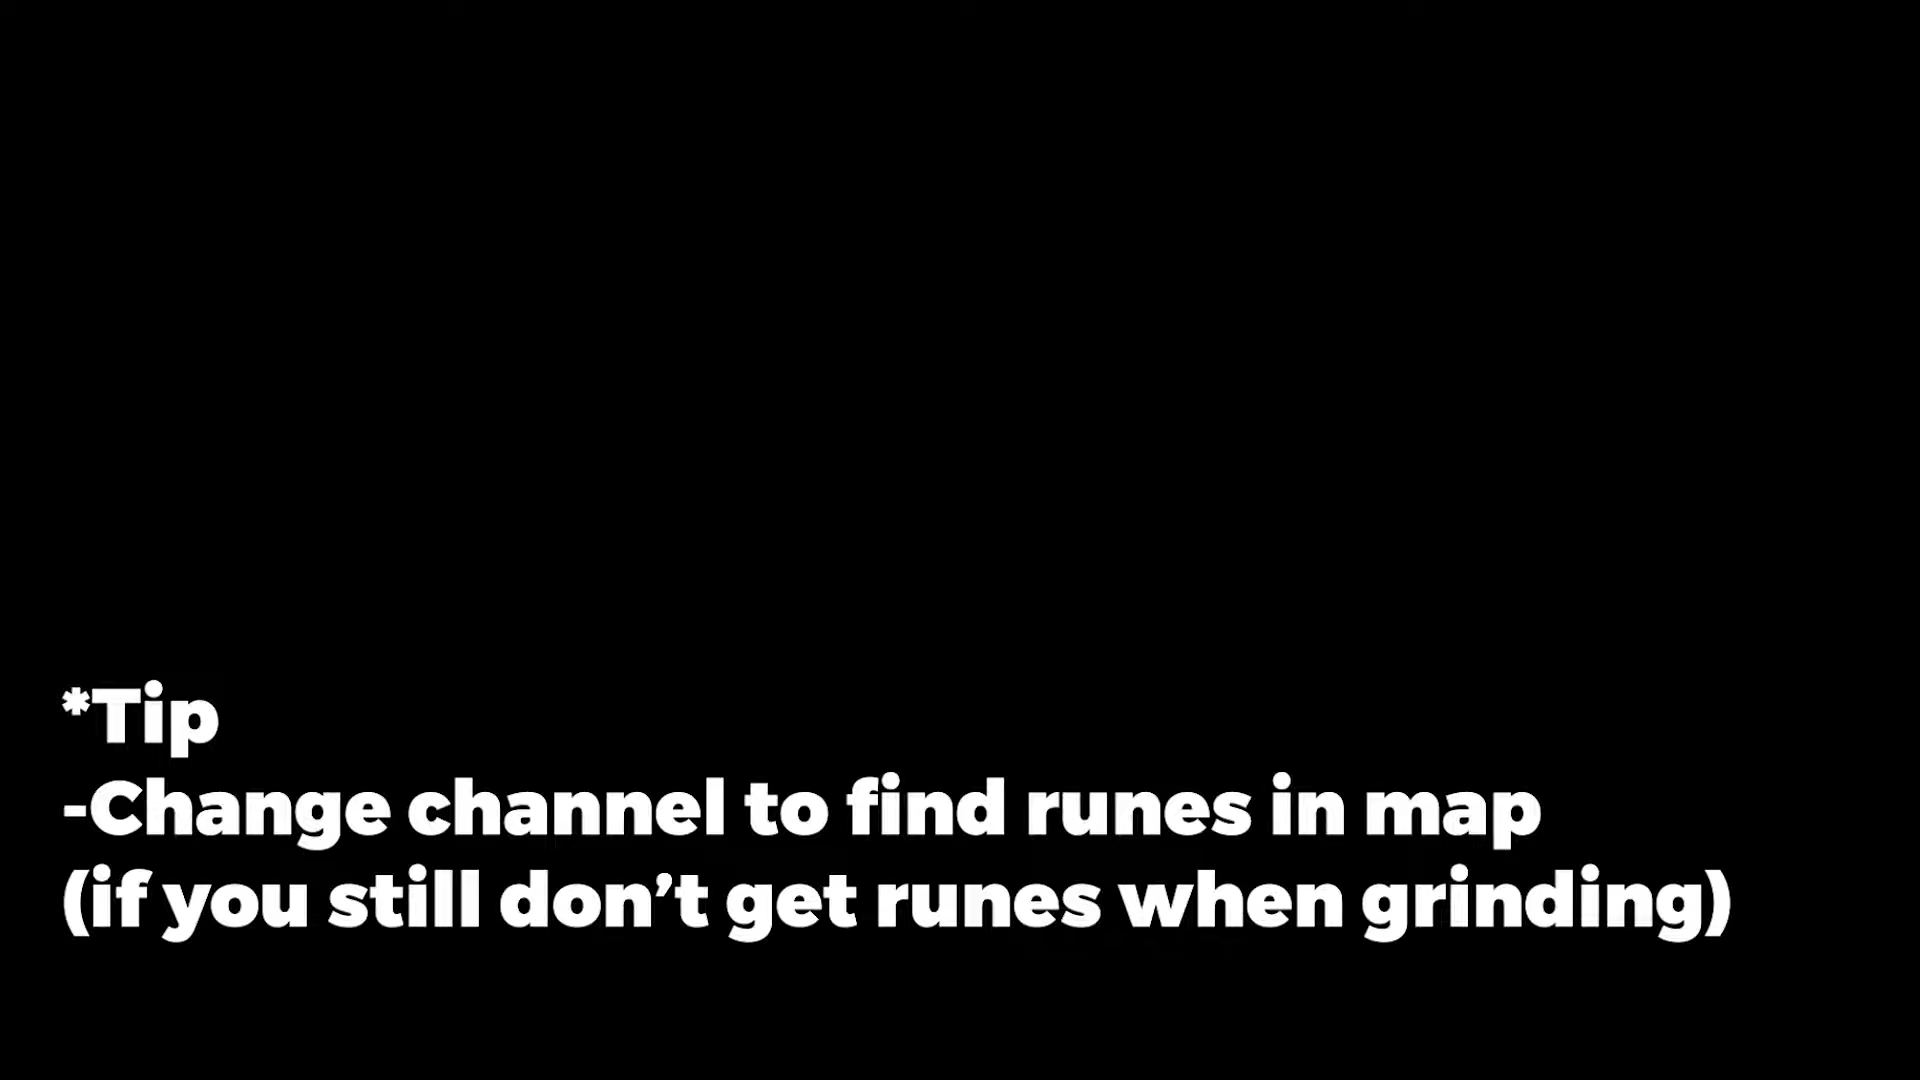 *Tip
-Change channel to find runes in map
(if you still don’t get runes when grinding)